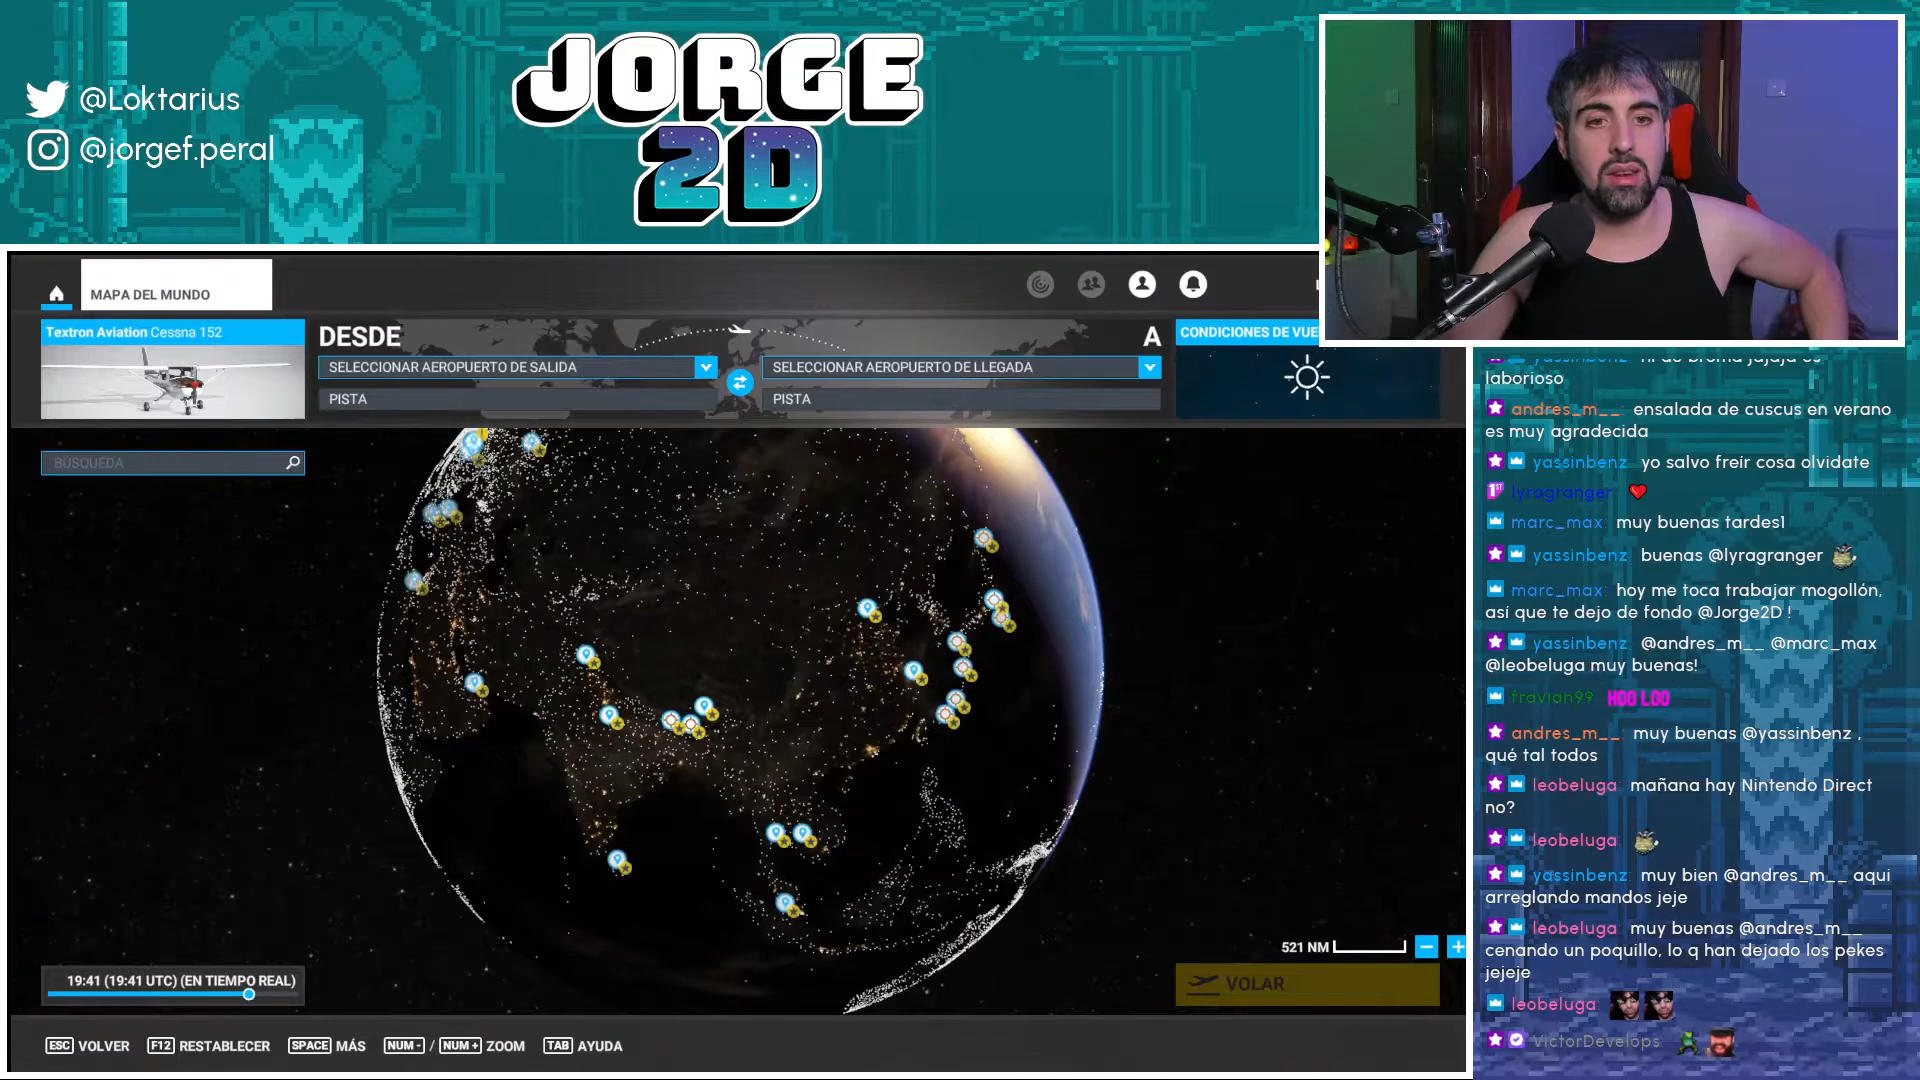 @Loktarius
@jorgef.peral
JORGE
2D
MAPA DEL MUNDO
Textron Aviation Cessna 152
DESDE
A
SELECCIONAR AEROPUERTO DE SALIDA
SELECCIONAR AEROPUERTO DE LLEGADA
PISTA
PISTA
CONDICIONES DE VUE
BÚSQUEDA
521 NM
19:41 (19:41 UTC) (EN TIEMPO REAL)
VOLAR
ESC VOLVER F12 RESTABLECER SPACE MÁS NUM - / NUM + ZOOM TAB AYUDA
laborioso
andres_m__: ensalada de cuscus en verano
es muy agradecida
yassinbenz: yo salvo freír cosa olvidate
1ST lyragranger:
marc_max: muy buenas tardes1
yassinbenz: buenas @lyragranger
marc_max: hoy me toca trabajar mogollón,
así que te dejo de fondo @Jorge2D !
yassinbenz: @andres_m__ @marc_max
@leobeluga muy buenas!
fravian99: HOO LOO
andres_m__: muy buenas @yassinbenz ,
qué tal todos
leobeluga: mañana hay Nintendo Direct
no?
leobeluga:
yassinbenz: muy bien @andres_m__ aqui
arreglando mandos jeje
leobeluga: muy buenas @andres_m__
cenando un poquillo, lo q han dejado los pekes
jejeje
leobeluga:
VictorDevelops: